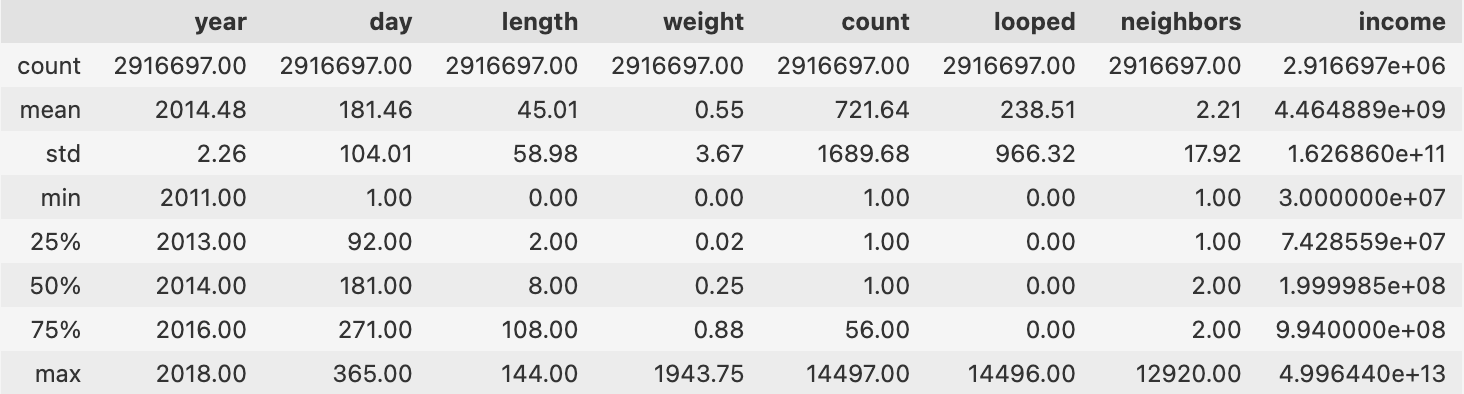 year day length weight count looped neighbors income
count 2916697.00 2916697.00 2916697.00 2916697.00 2916697.00 2916697.00 2916697.00 2.916697e+06
mean 2014.48 181.46 45.01 0.55 721.64 238.51 2.21 4.464889e+09
std 2.26 104.01 58.98 3.67 1689.68 966.32 17.92 1.626860e+11
min 2011.00 1.00 0.00 0.00 1.00 0.00 1.00 3.000000e+07
25% 2013.00 92.00 2.00 0.02 1.00 0.00 1.00 7.428559e+07
50% 2014.00 181.00 8.00 0.25 1.00 0.00 2.00 1.999985e+08
75% 2016.00 271.00 108.00 0.88 56.00 0.00 2.00 9.940000e+08
max 2018.00 365.00 144.00 1943.75 14497.00 14496.00 12920.00 4.996440e+13